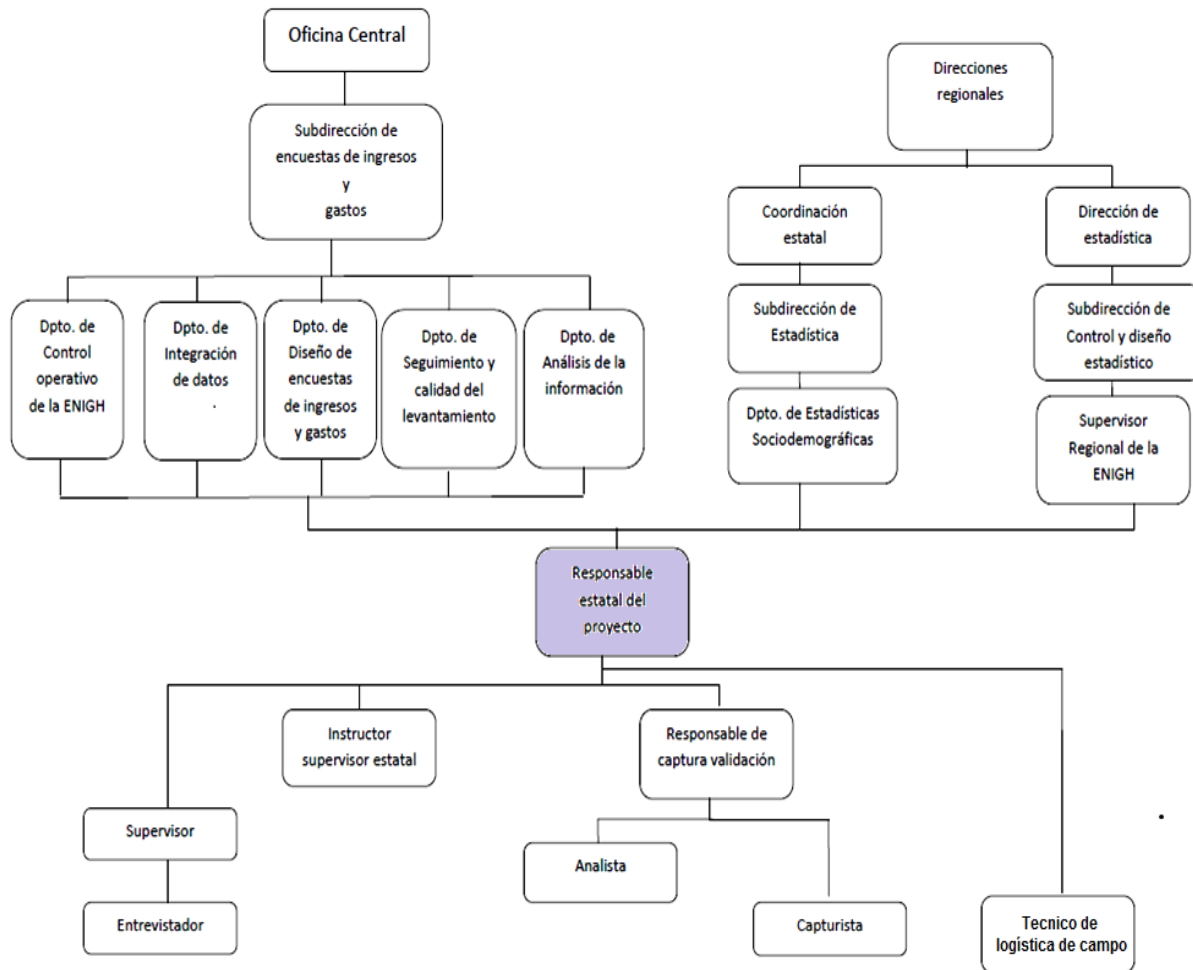 Oficina Central
Direcciones
regionales
Subdirección de
encuestas de ingresos
y
gastos
Coordinación
estatal
Dirección de
estadística
Dpto. de
Control
operativo
de la ENIGH
Dpto. de
Integración
de datos
Dpto. de
Diseño de
encuestas
de ingresos
y gastos
Dpto. de
Seguimiento y
calidad del
levantamiento
Dpto. de
Análisis de la
información
Subdirección de
Estadística
Subdirección de
Control y diseño
estadístico
Dpto. de Estadísticas
Sociodemográficas
Supervisor
Regional de la
ENIGH
Responsable
estatal del
proyecto
Instructor
supervisor estatal
Responsable de
captura validación
Supervisor
Analista
Entrevistador
Capturista
Tecnico de
logística de campo